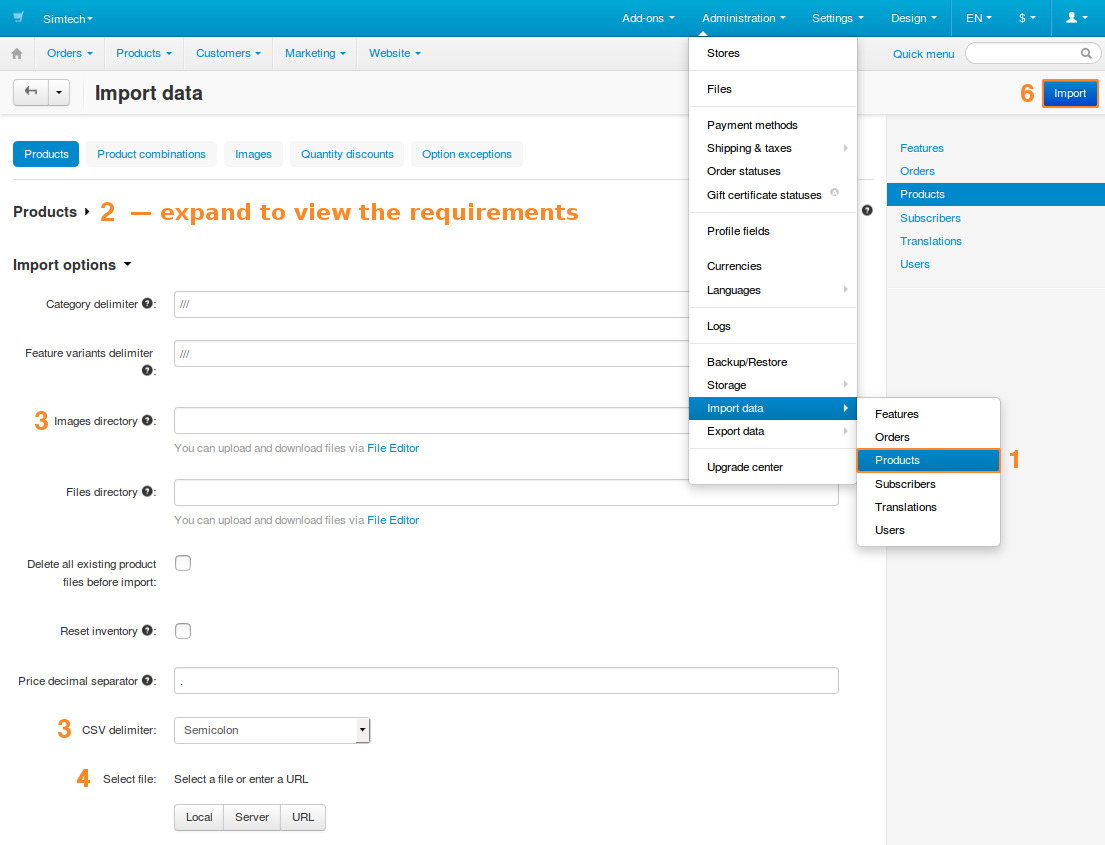 Simtech
Add-ons
Administration
Settings
Design
EN
$
Orders
Products
Customers
Marketing
Website
Quick menu
Import data
6
Import
Stores
Files
Payment methods
Shipping & taxes
Order statuses
Gift certificate statuses
Profile fields
Currencies
Languages
Logs
Backup/Restore
Storage
Import data
Export data
Upgrade center
Features
Orders
Products
1
Subscribers
Translations
Users
Products
Product combinations
Images
Quantity discounts
Option exceptions
Features
Orders
Products
Subscribers
Translations
Users
Products
2 — expand to view the requirements
?
Import options
Category delimiter ?:
///
Feature variants delimiter
?:
///
3 Images directory ?:
You can upload and download files via File Editor
Files directory ?:
You can upload and download files via File Editor
Delete all existing product
files before import:
Reset inventory ?:
Price decimal separator ?:
.
3 CSV delimiter:
Semicolon
4 Select file:
Select a file or enter a URL
Local
Server
URL